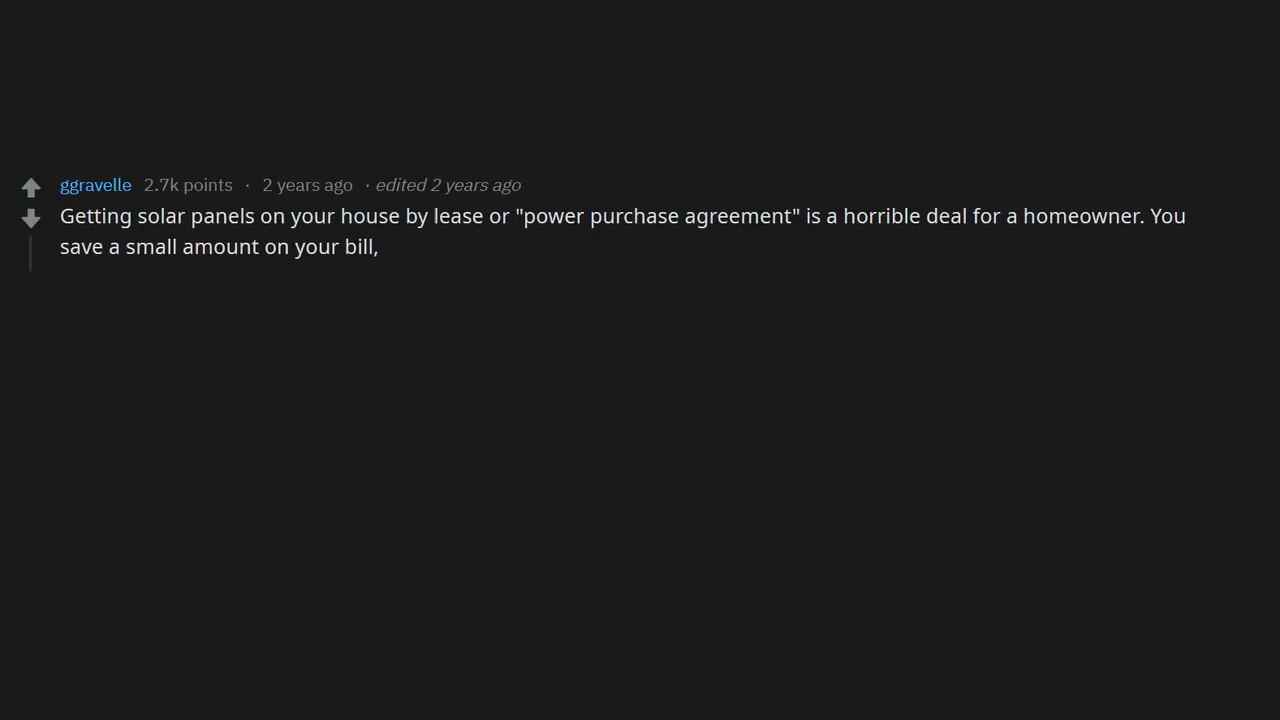 ggravelle 2.7k points · 2 years ago · edited 2 years ago
Getting solar panels on your house by lease or "power purchase agreement" is a horrible deal for a homeowner. You
save a small amount on your bill,